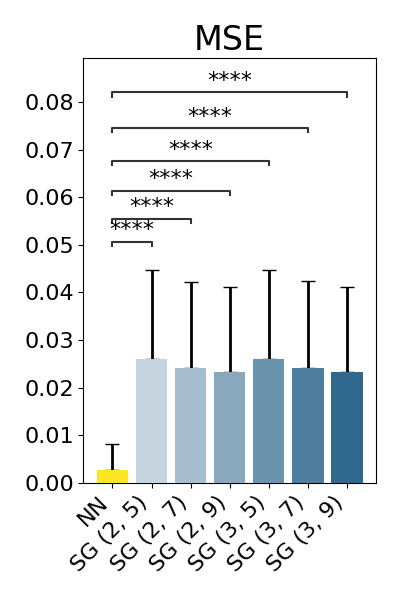 MSE
0.08
0.07
0.06
0.05
0.04
0.03
0.02
0.01
0.00
****
****
****
****
****
****
NN
SG (2, 5)
SG (2, 7)
SG (2, 9)
SG (3, 5)
SG (3, 7)
SG (3, 9)